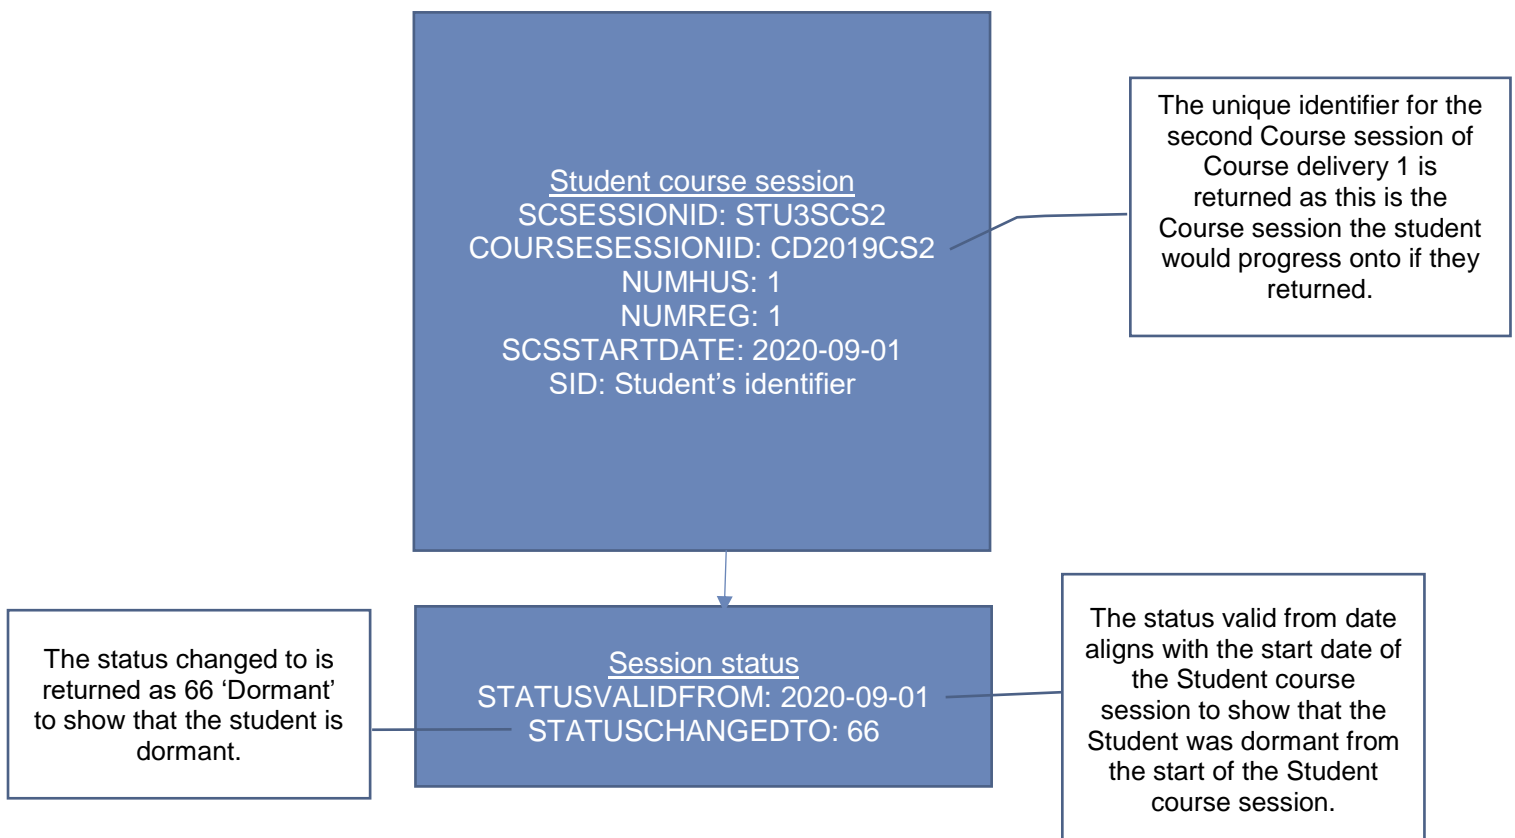 Student course session
SCSESSIONID: STU3SCS2
COURSESESSIONID: CD2019CS2
NUMHUS: 1
NUMREG: 1
SCSSTARTDATE: 2020-09-01
SID: Student’s identifier
The unique identifier for the
second Course session of
Course delivery 1 is
returned as this is the
Course session the student
would progress onto if they
returned.
The status changed to is
returned as 66 ‘Dormant’
to show that the student is
dormant.
Session status
STATUSVALIDFROM: 2020-09-01
STATUSCHANGEDTO: 66
The status valid from date
aligns with the start date of
the Student course
session to show that the
Student was dormant from
the start of the Student
course session.